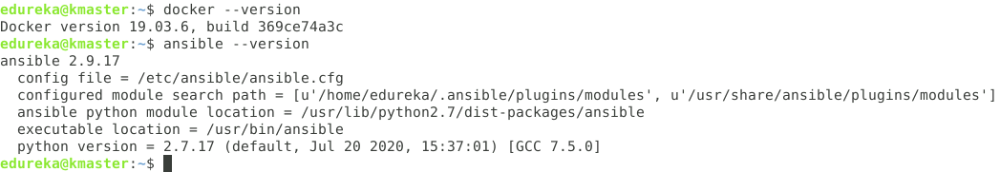 edureka@kmaster:~$ docker --version
Docker version 19.03.6, build 369ce74a3c
edureka@kmaster:~$ ansible --version
ansible 2.9.17
  config file = /etc/ansible/ansible.cfg
  configured module search path = [u'/home/edureka/.ansible/plugins/modules', u'/usr/share/ansible/plugins/modules']
  ansible python module location = /usr/lib/python2.7/dist-packages/ansible
  executable location = /usr/bin/ansible
  python version = 2.7.17 (default, Jul 20 2020, 15:37:01) [GCC 7.5.0]
edureka@kmaster:~$